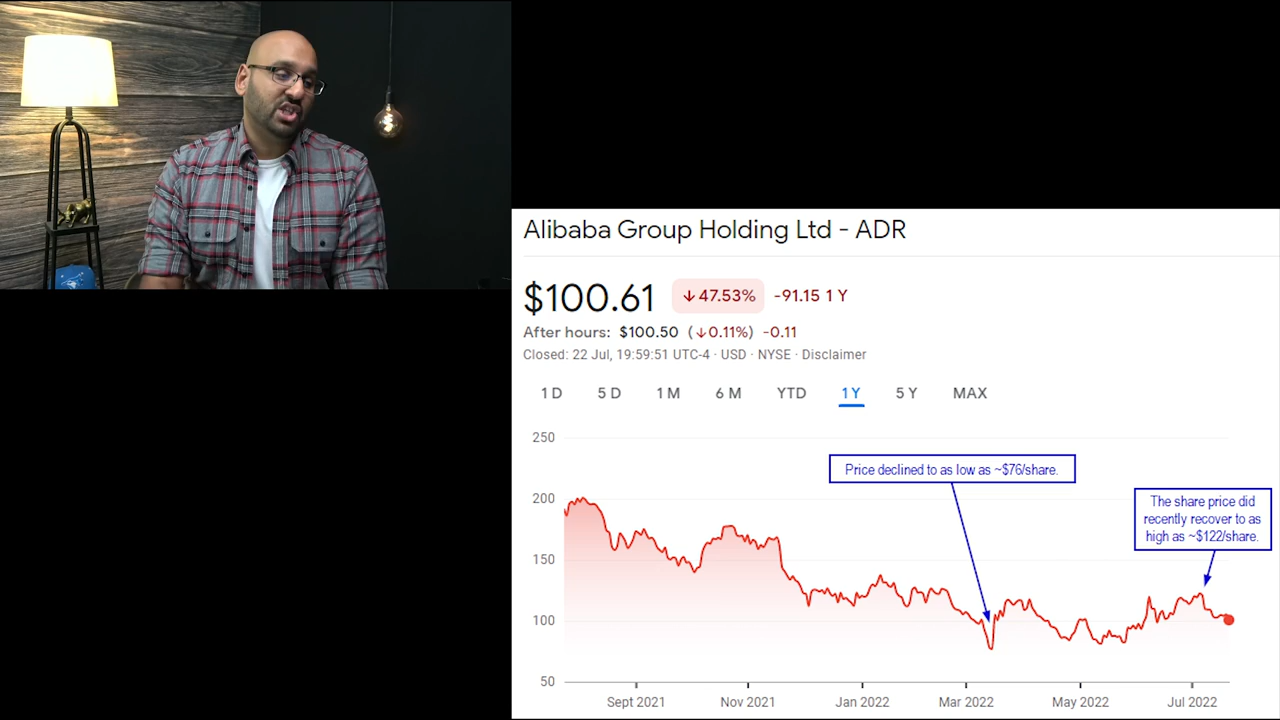 Alibaba Group Holding Ltd - ADR
$100.61 ↓ 47.53% -91.15 1 Y
After hours: $100.50 (↓0.11%) -0.11
Closed: 22 Jul, 19:59:51 UTC-4 · USD · NYSE · Disclaimer
1 D 5 D 1 M 6 M YTD 1 Y 5 Y MAX
250
Price declined to as low as ~$76/share.
The share price did
recently recover to as
high as ~$122/share.
200
150
100
50
Sept 2021 Nov 2021 Jan 2022 Mar 2022 May 2022 Jul 2022